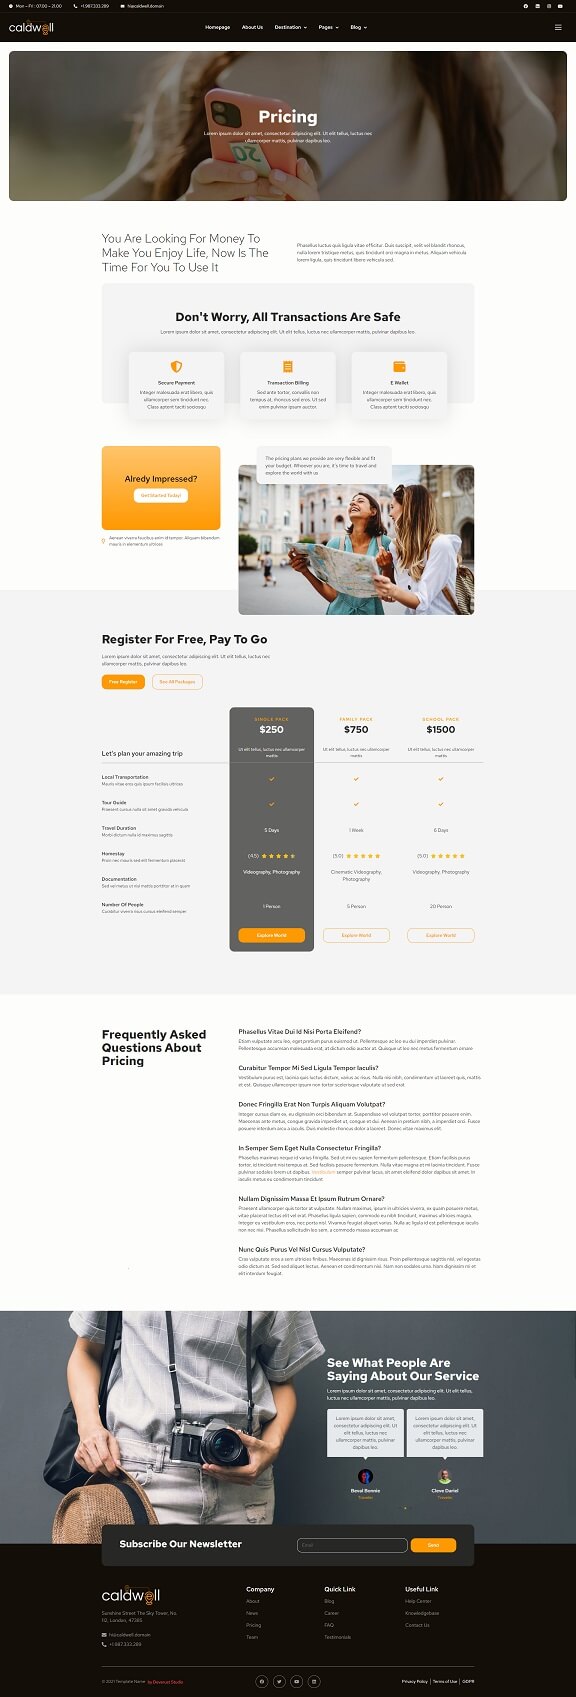 Mon – Fri : 07.00 – 21.00
+1.987.333.289
hi@caldwell.domain
caldwell
Homepage
About Us
Destination
Pages
Blog
Pricing
Lorem ipsum dolor sit amet, consectetur adipiscing elit. Ut elit tellus, luctus nec
ullamcorper mattis, pulvinar dapibus leo.
You Are Looking For Money To
Make You Enjoy Life, Now Is The
Time For You To Use It
Phasellus luctus quis ligula vitae efficitur. Duis suscipit, velit vel blandit rhoncus,
nulla lorem tristique metus, quis tincidunt orci magna in metus. Aliquam vehicula
lorem ligula, quis tincidunt libero vehicula sed.
Don't Worry, All Transactions Are Safe
Lorem ipsum dolor sit amet, consectetur adipiscing elit. Ut elit tellus, luctus nec ullamcorper mattis, pulvinar dapibus leo.
Secure Payment
Integer malesuada erat libero, quis
ullamcorper sem tincidunt nec.
Class aptent taciti sociosqu
Transaction Billing
Sed ante tortor, convallis non
tempus at, rhoncus sed eros. Ut sed
enim pulvinar ipsum auctor.
E Wallet
Integer malesuada erat libero, quis
ullamcorper sem tincidunt nec.
Class aptent taciti sociosqu
Alredy Impressed?
Get Started Today!
Aenean viverra faucibus enim id tempor. Aliquam bibendum
mauris in elementum ultrices
The pricing plans we provide are very flexible and fit
your budget. Whoever you are, it's time to travel and
explore the world with us
Register For Free, Pay To Go
Lorem ipsum dolor sit amet, consectetur adipiscing elit. Ut elit tellus, luctus nec
ullamcorper mattis, pulvinar dapibus leo.
Free Register
See All Packages
Let's plan your amazing trip
SINGLE PACK
$250
Ut elit tellus, luctus nec ullamcorper
mattis
FAMILY PACK
$750
Ut elit tellus, luctus nec ullamcorper
mattis
SCHOOL PACK
$1500
Ut elit tellus, luctus nec ullamcorper
mattis
Local Transportation
Mauris vitae eros quis ipsum facilisis ultrices
Tour Guide
Praesent cursus nulla sit amet gravida vehicula
Travel Duration
Morbi dictum nulla id maximus sagittis
5 Days
1 Week
6 Days
Homestay
Proin nec mauris sed elit fermentum placerat
(4.5)
(5.0)
(5.0)
Documentation
Sed vel metus ut nisl mattis porttitor at in quam
Videography, Photography
Cinematic Videography,
Photography
Videography, Photography
Number Of People
Curabitur viverra risus cursus eleifend semper
1 Person
5 Person
20 Person
Explore World
Explore World
Explore World
Frequently Asked
Questions About
Pricing
Phasellus Vitae Dui Id Nisi Porta Eleifend?
Etiam vulputate arcu leo, eget pretium purus euismod ut. Pellentesque ac leo eu dui imperdiet pulvinar.
Pellentesque accumsan malesuada erat, at dictum odio auctor at. Quisque ut leo nec metus fermentum ornare
Curabitur Tempor Mi Sed Ligula Tempor Iaculis?
Vestibulum purus est, lacinia quis luctus dictum, varius ac risus. Nulla nisi nibh, condimentum ut laoreet quis, mattis
et est. Quisque ullamcorper ipsum non tortor scelerisque vulputate ut sed erat
Donec Fringilla Erat Non Turpis Aliquam Volutpat?
Integer cursus diam ex, eu dignissim orci bibendum at. Suspendisse vel volutpat tortor, porttitor posuere enim.
Maecenas ante metus, congue gravida imperdiet ut, congue et dui. Aenean in pretium nibh, a imperdiet orci. Fusce
posuere interdum arcu a iaculis. Duis molestie rhoncus dolor a laoreet. Donec vitae maximus elit.
In Semper Sem Eget Nulla Consectetur Fringilla?
Phasellus maximus neque id varius fringilla. Sed ut mi eu sapien fermentum pellentesque. Etiam facilisis purus
tortor, id tincidunt nisi tempus at. Sed facilisis posuere fermentum. Nulla vitae magna et mi lacinia tincidunt. Fusce
pulvinar sodales lorem ut dapibus. Vestibulum semper pulvinar lacus, sit amet eleifend dolor dapibus sit amet. In
iaculis metus eu condimentum tincidunt
Nullam Dignissim Massa Et Ipsum Rutrum Ornare?
Praesent ullamcorper quis tortor at vulputate. Nullam maximus, ipsum in ultricies viverra, ex quam posuere metus,
vitae placerat lectus elit vel erat. Phasellus ligula sapien, commodo eu nibh tincidunt, maximus ultricies magna.
Integer eu vestibulum eros, nec porta nisl. Vivamus feugiat aliquet varius. Nulla ac ligula id est pellentesque iaculis
non nec nisi. Phasellus sollicitudin leo sem, a commodo massa accumsan ac
Nunc Quis Purus Vel Nisl Cursus Vulputate?
Cras vulputate eros a sem ultricies finibus. Maecenas id dignissim risus. Proin pellentesque sagittis nisl, vel egestas
odio dictum at. Sed sed aliquet lectus. Aenean et condimentum nisi. Nam non sodales urna. Nam dignissim mi et
elit interdum feugiat.
See What People Are
Saying About Our Service
Lorem ipsum dolor sit amet, consectetur adipiscing elit. Ut elit tellus,
luctus nec ullamcorper mattis, pulvinar dapibus leo.
Lorem ipsum dolor sit amet,
consectetur adipiscing elit. Ut
elit tellus, luctus nec
ullamcorper mattis, pulvinar
dapibus leo.
Lorem ipsum dolor sit amet,
consectetur adipiscing elit. Ut
elit tellus, luctus nec
ullamcorper mattis, pulvinar
dapibus leo.
Beval Bennie
Traveller
Cleve Dariel
Traveller
Subscribe Our Newsletter
Email
Send
caldwell
Sunshine Street The Sky Tower, No.
112, London, 47285
hi@caldwell.domain
+1.987.333.289
Company
About
News
Pricing
Team
Quick Link
Blog
Career
FAQ
Testimonials
Useful Link
Help Center
Knowledgebase
Contact Us
© 2021 Template Name
by Deverust Studio
Privacy Policy
Terms of Use
GDPR